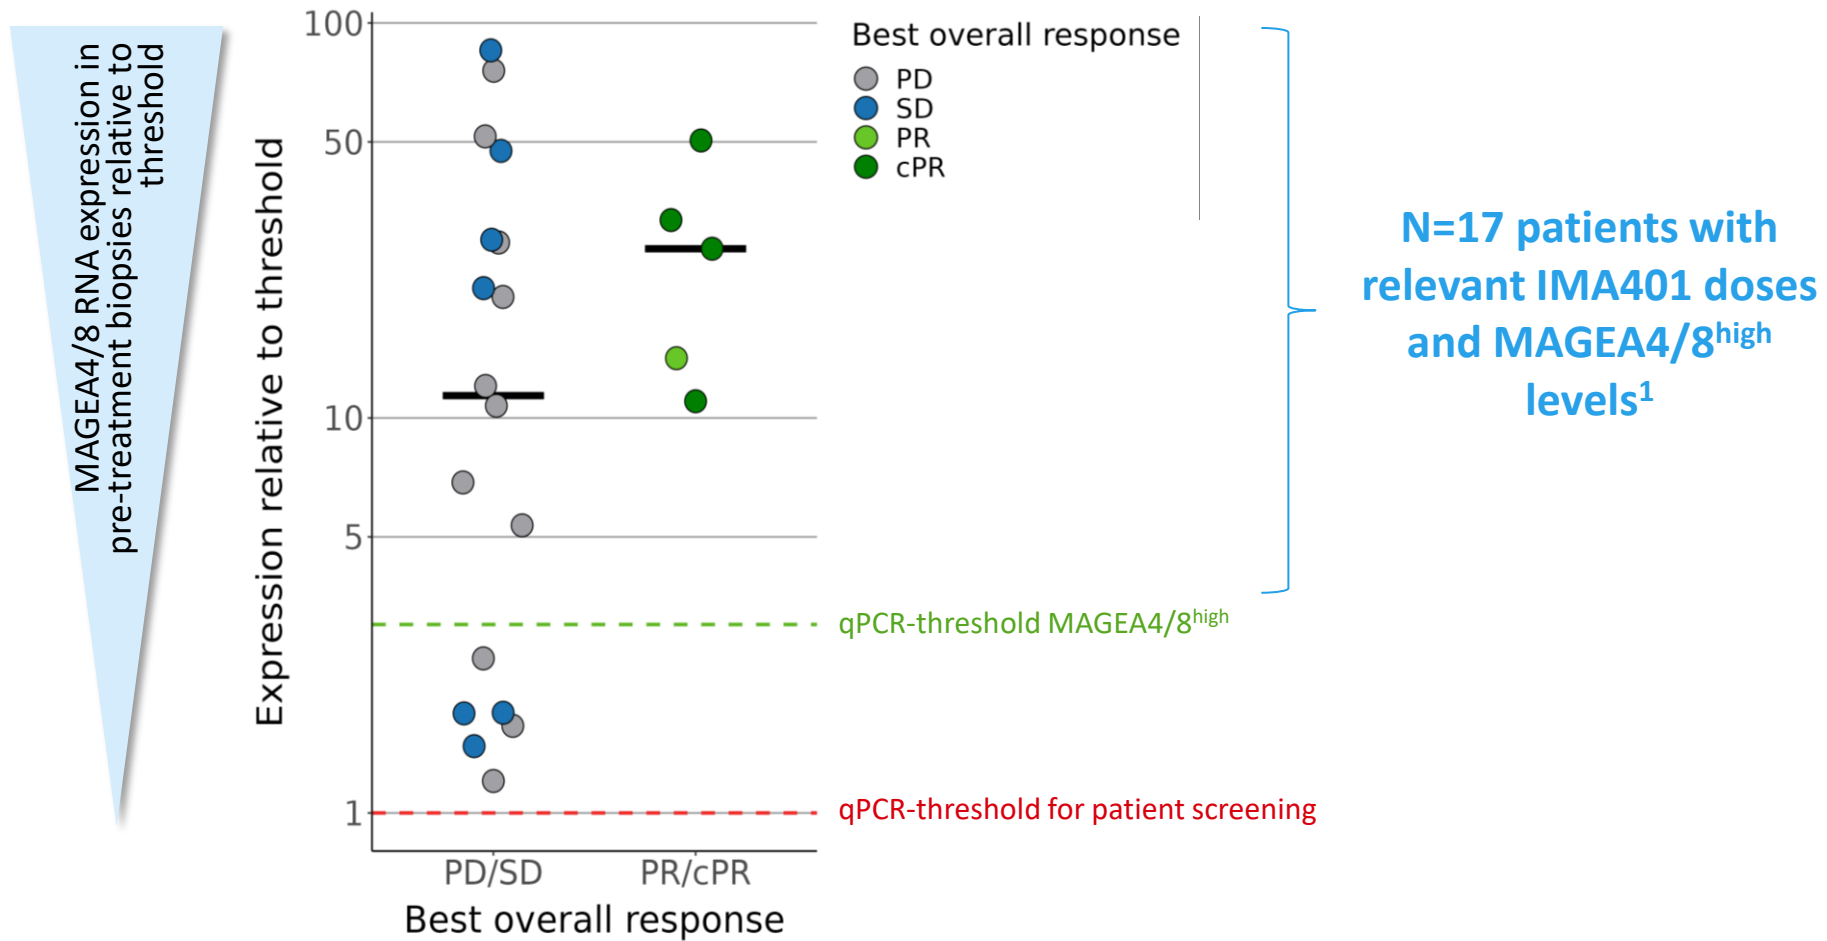 MAGEA4/8 RNA expression in
pre-treatment biopsies relative to
threshold
Expression relative to threshold
100
50
10
5
1
PD/SD
PR/cPR
Best overall response
Best overall response
PD
SD
PR
cPR
qPCR-threshold MAGEA4/8high
qPCR-threshold for patient screening
N=17 patients with
relevant IMA401 doses
and MAGEA4/8high
levels1